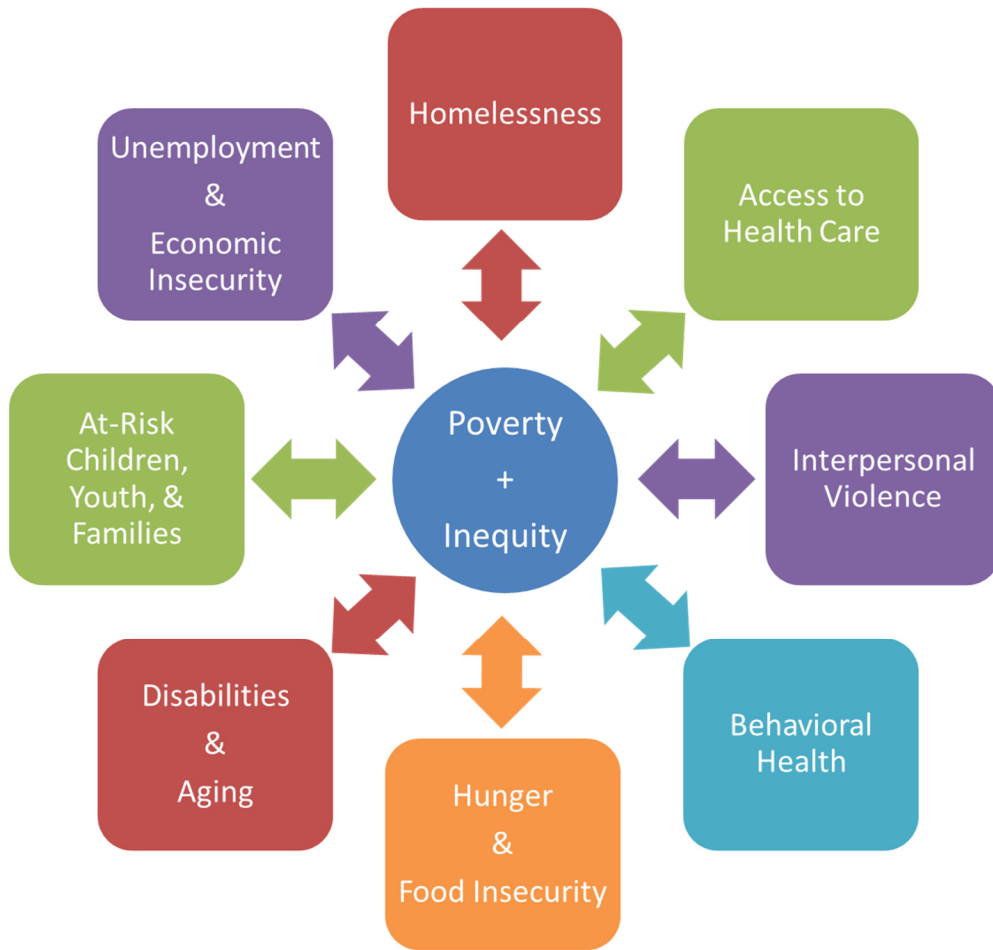 Homelessness
Unemployment
&
Economic
Insecurity
Access to
Health Care
At-Risk
Children,
Youth, &
Families
Poverty
+
Inequity
Interpersonal
Violence
Disabilities
&
Aging
Behavioral
Health
Hunger
&
Food Insecurity